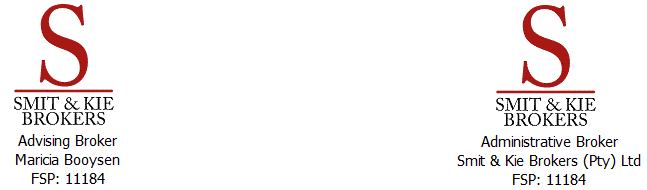 S
SMIT & KIE
BROKERS
Advising Broker
Maricia Booysen
FSP: 11184
S
SMIT & KIE
BROKERS
Administrative Broker
Smit & Kie Brokers (Pty) Ltd
FSP: 11184